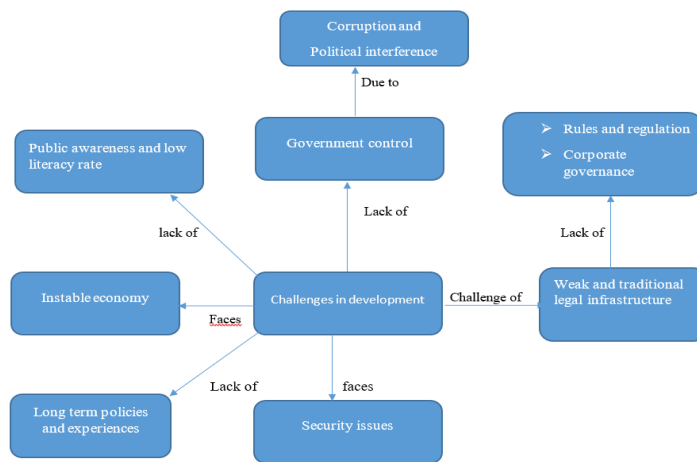 Corruption and
Political interference
Due to
Government control
Public awareness and low
literacy rate
➢ Rules and regulation
➢ Corporate
governance
Lack of
lack of
Lack of
Instable economy
Challenges in development
Challenge of
Weak and traditional
legal infrastructure
Faces
Lack of
faces
Long term policies
and experiences
Security issues